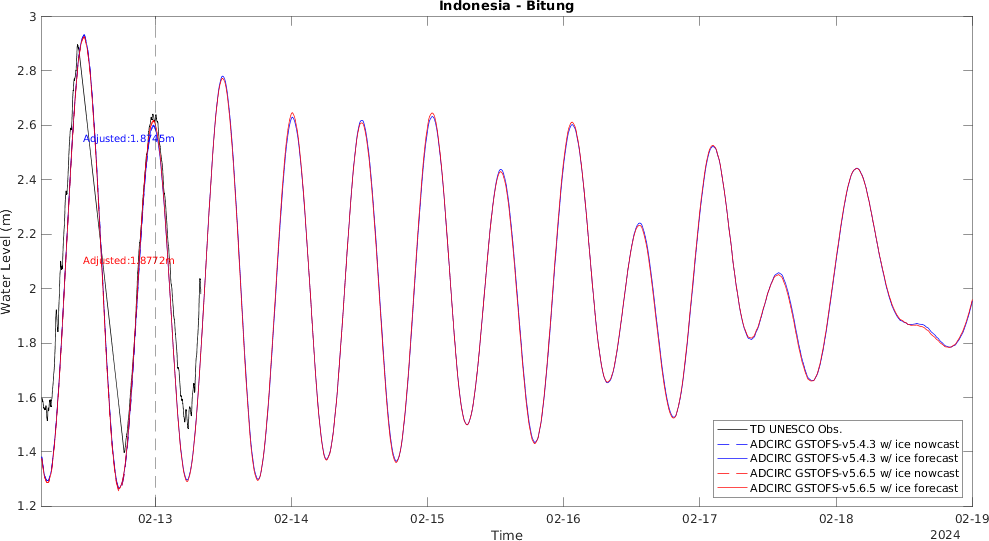 Indonesia - Bitung
3
2.8
2.6
2.4
2.2
2
1.8
1.6
1.4
1.2
Water Level (m)
Adjusted:1.8745m
Adjusted:1.8772m
TD UNESCO Obs.
ADCIRC GSTOFS-v5.4.3 w/ ice nowcast
ADCIRC GSTOFS-v5.4.3 w/ ice forecast
ADCIRC GSTOFS-v5.6.5 w/ ice nowcast
ADCIRC GSTOFS-v5.6.5 w/ ice forecast
02-13 02-14 02-15 02-16 02-17 02-18 02-19
Time
2024